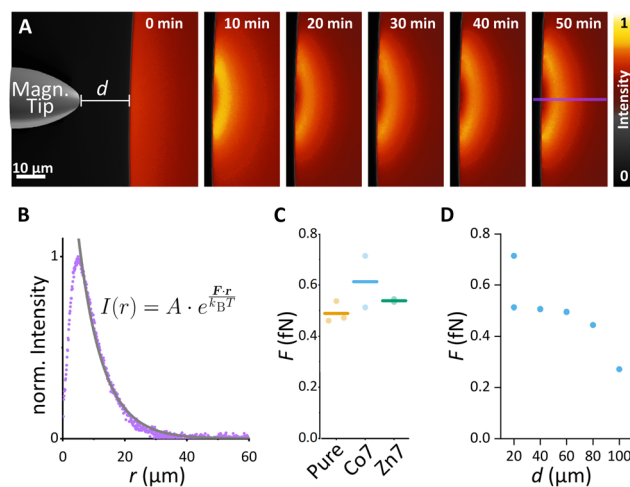 A
0 min
10 min
20 min
30 min
40 min
50 min
Magn.
Tip
d
10 μm
1
Intensity
0
B
norm. Intensity
1
0
I(r) = A · e^{F·r / k_B T}
0
20
40
60
r (μm)
C
F (fN)
0.8
0.6
0.4
0.2
0.0
Pure
Co7
Zn7
D
F (fN)
0.8
0.6
0.4
0.2
0.0
20
40
60
80
100
d (μm)